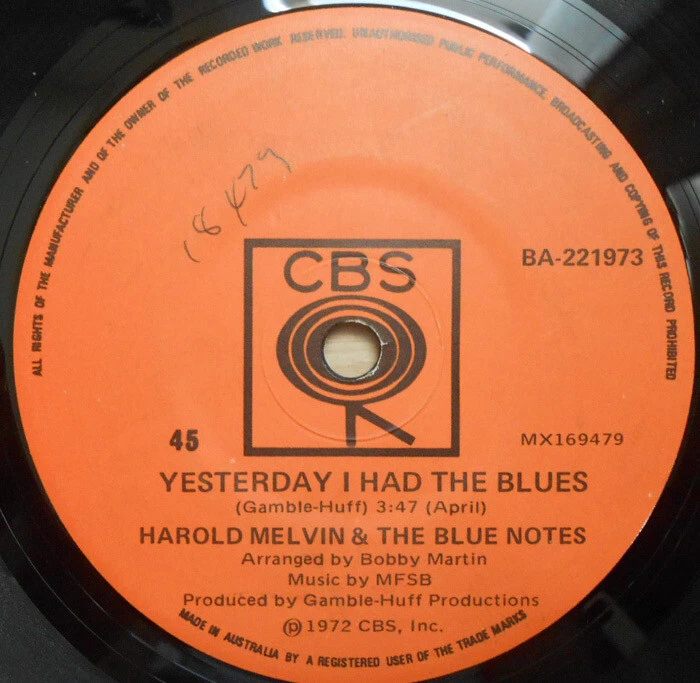 ALL RIGHTS OF THE MANUFACTURER AND OF THE OWNER OF THE RECORDED WORK RESERVED. UNAUTHORISED PUBLIC PERFORMANCE, BROADCASTING AND COPYING OF THIS RECORD PROHIBITED
18479
CBS
BA-221973
45
MX169479
YESTERDAY I HAD THE BLUES
(Gamble-Huff) 3:47 (April)
HAROLD MELVIN & THE BLUE NOTES
Arranged by Bobby Martin
Music by MFSB
Produced by Gamble-Huff Productions
℗ 1972 CBS, Inc.
MADE IN AUSTRALIA BY A REGISTERED USER OF THE TRADE MARKS